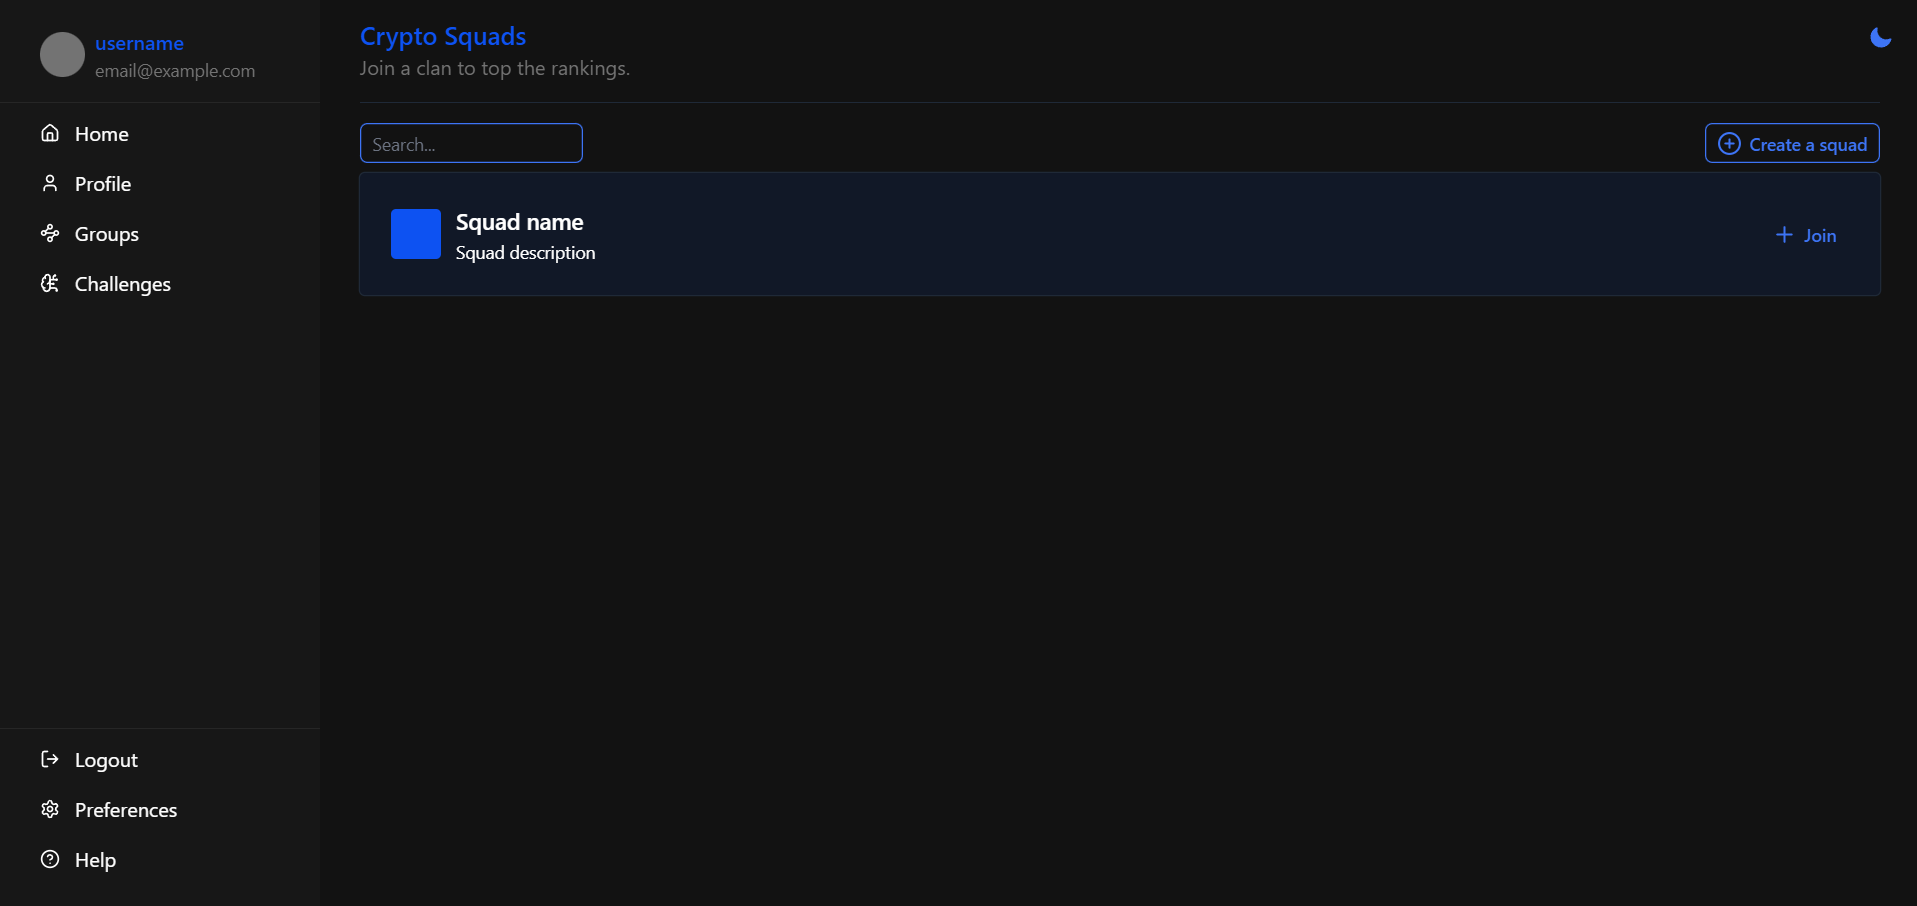 username
email@example.com
Home
Profile
Groups
Challenges
Logout
Preferences
Help
Crypto Squads
Join a clan to top the rankings.
Search...
Create a squad
Squad name
Squad description
Join